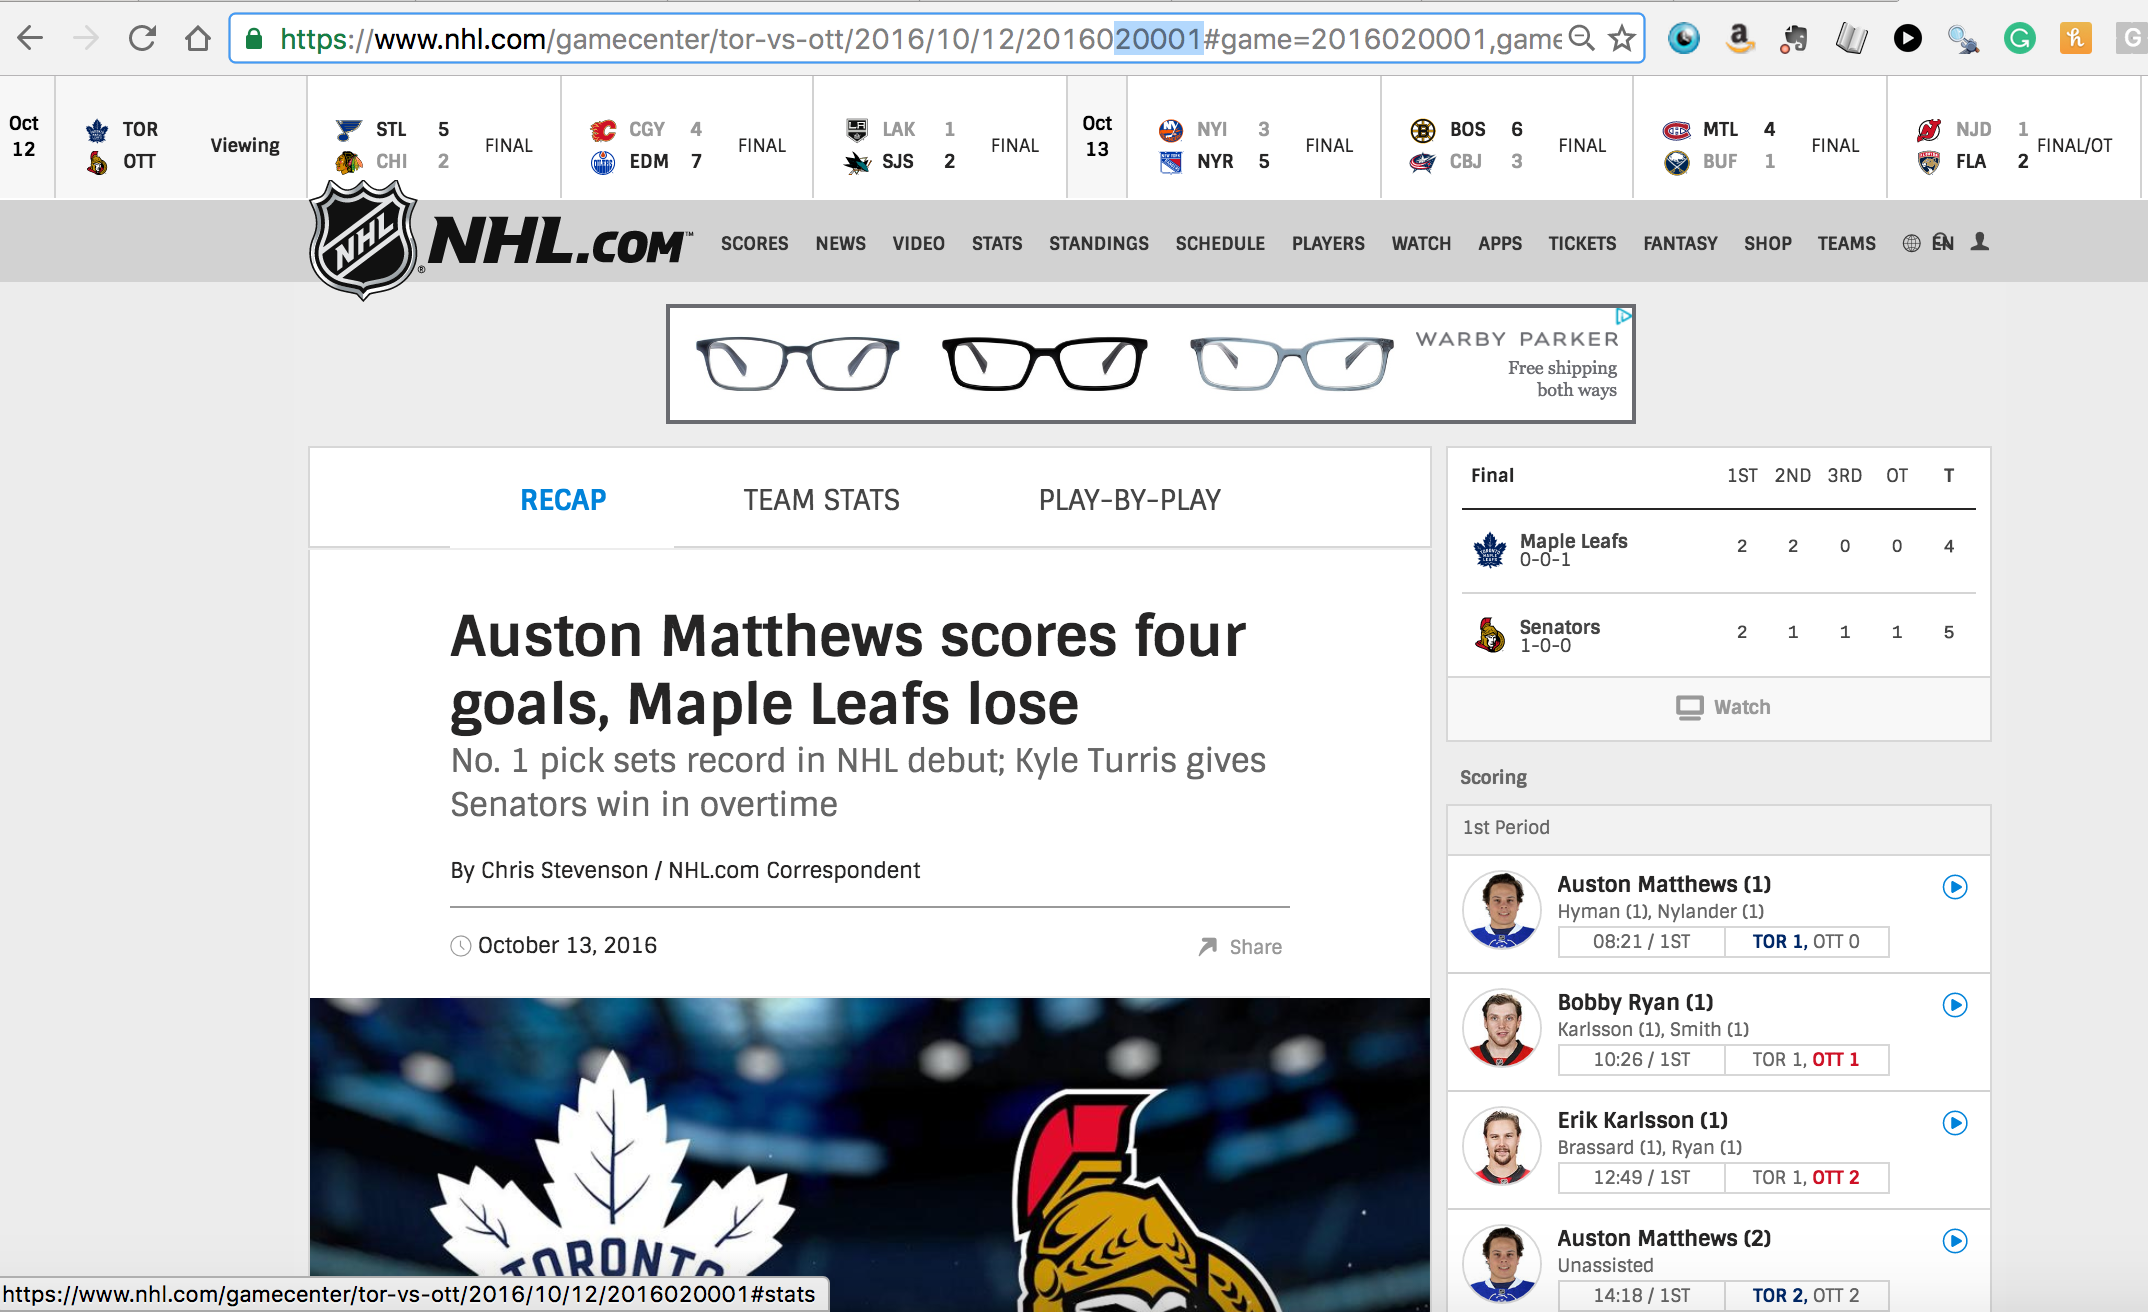 https://www.nhl.com/gamecenter/tor-vs-ott/2016/10/12/2016020001#game=2016020001,game
Oct 12
TOR
OTT
Viewing
STL 5
CHI 2
FINAL
CGY 4
EDM 7
FINAL
LAK 1
SJS 2
FINAL
Oct 13
NYI 3
NYR 5
FINAL
BOS 6
CBJ 3
FINAL
MTL 4
BUF 1
FINAL
NJD 1
FLA 2
FINAL/OT
NHL
NHL.COM™
SCORES NEWS VIDEO STATS STANDINGS SCHEDULE PLAYERS WATCH APPS TICKETS FANTASY SHOP TEAMS EN
WARBY PARKER
Free shipping
both ways
RECAP TEAM STATS PLAY-BY-PLAY
Auston Matthews scores four
goals, Maple Leafs lose
No. 1 pick sets record in NHL debut; Kyle Turris gives
Senators win in overtime
By Chris Stevenson / NHL.com Correspondent
October 13, 2016
Share
TORONTO
Final 1ST 2ND 3RD OT T
Maple Leafs 2 2 0 0 4
0-0-1
Senators 2 1 1 1 5
1-0-0
Watch
Scoring
1st Period
Auston Matthews (1)
Hyman (1), Nylander (1)
08:21 / 1ST TOR 1, OTT 0
Bobby Ryan (1)
Karlsson (1), Smith (1)
10:26 / 1ST TOR 1, OTT 1
Erik Karlsson (1)
Brassard (1), Ryan (1)
12:49 / 1ST TOR 1, OTT 2
Auston Matthews (2)
Unassisted
14:18 / 1ST TOR 2, OTT 2
https://www.nhl.com/gamecenter/tor-vs-ott/2016/10/12/2016020001#stats